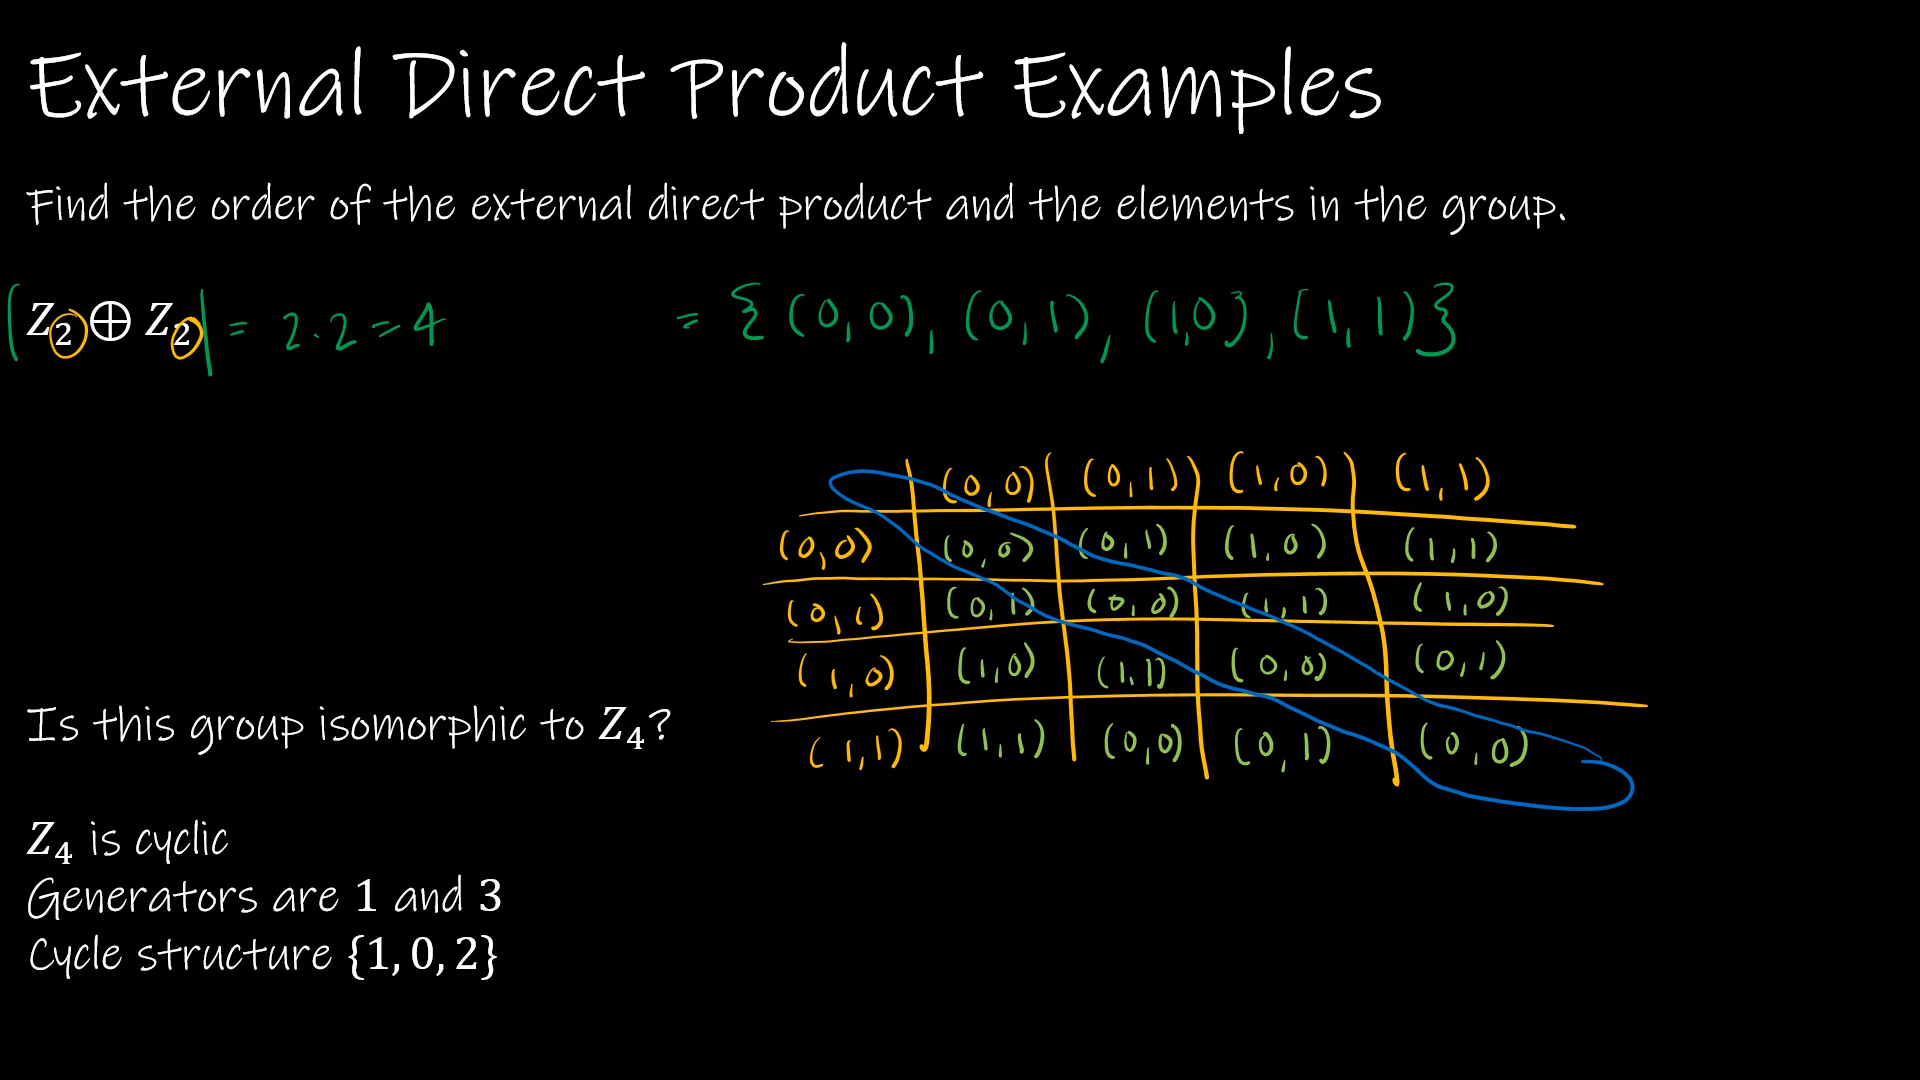 External Direct Product Examples
Find the order of the external direct product and the elements in the group.
|Z₂ ⊕ Z₂| = 2·2 = 4 = {(0,0), (0,1), (1,0), (1,1)}
(0,0) (0,1) (1,0) (1,1)
(0,0) (0,0) (0,1) (1,0) (1,1)
(0,1) (0,1) (0,0) (1,1) (1,0)
(1,0) (1,0) (1,1) (0,0) (0,1)
(1,1) (1,1) (0,0) (0,1) (0,0)
Is this group isomorphic to Z₄?
Z₄ is cyclic
Generators are 1 and 3
Cycle structure {1, 0, 2}